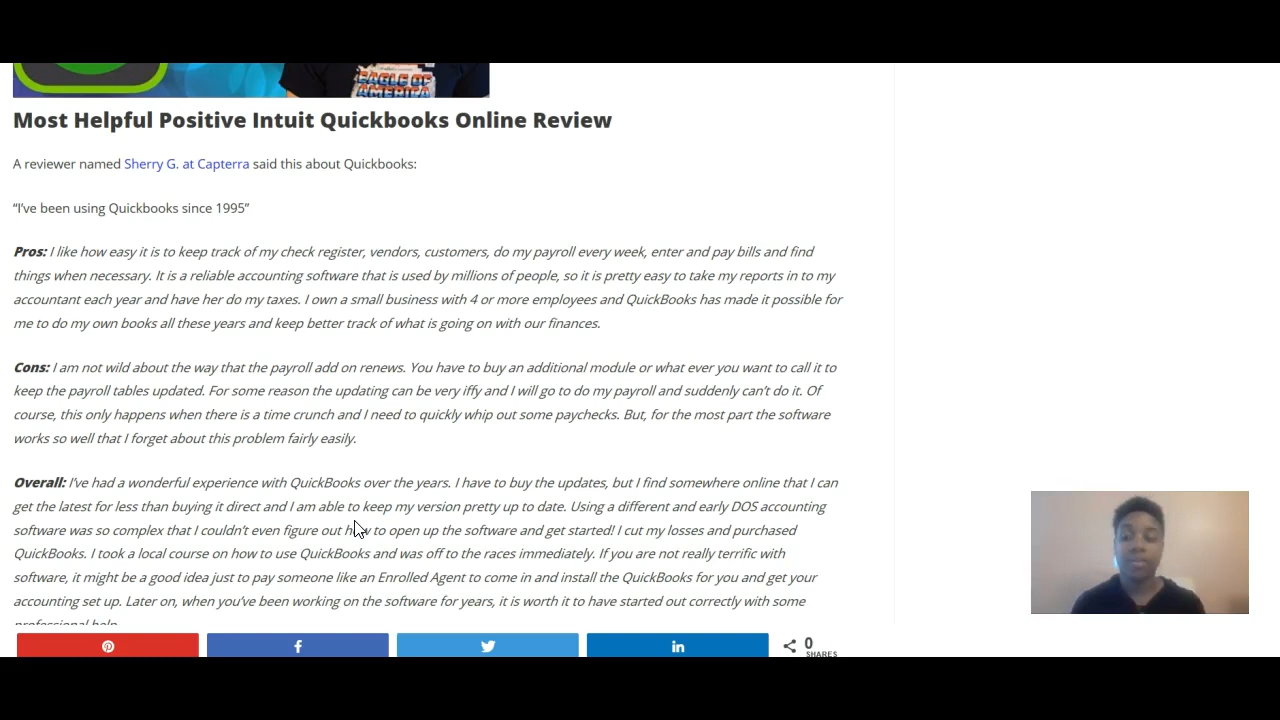 EAGLE OF
AMERICA
Most Helpful Positive Intuit Quickbooks Online Review
A reviewer named Sherry G. at Capterra said this about Quickbooks:
“I’ve been using Quickbooks since 1995”
Pros: I like how easy it is to keep track of my check register, vendors, customers, do my payroll every week, enter and pay bills and find
things when necessary. It is a reliable accounting software that is used by millions of people, so it is pretty easy to take my reports in to my
accountant each year and have her do my taxes. I own a small business with 4 or more employees and QuickBooks has made it possible for
me to do my own books all these years and keep better track of what is going on with our finances.
Cons: I am not wild about the way that the payroll add on renews. You have to buy an additional module or what ever you want to call it to
keep the payroll tables updated. For some reason the updating can be very iffy and I will go to do my payroll and suddenly can’t do it. Of
course, this only happens when there is a time crunch and I need to quickly whip out some paychecks. But, for the most part the software
works so well that I forget about this problem fairly easily.
Overall: I’ve had a wonderful experience with QuickBooks over the years. I have to buy the updates, but I find somewhere online that I can
get the latest for less than buying it direct and I am able to keep my version pretty up to date. Using a different and early DOS accounting
software was so complex that I couldn’t even figure out how to open up the software and get started! I cut my losses and purchased
QuickBooks. I took a local course on how to use QuickBooks and was off to the races immediately. If you are not really terrific with
software, it might be a good idea just to pay someone like an Enrolled Agent to come in and install the QuickBooks for you and get your
accounting set up. Later on, when you’ve been working on the software for years, it is worth it to have started out correctly with some
professional help.
0
SHARES